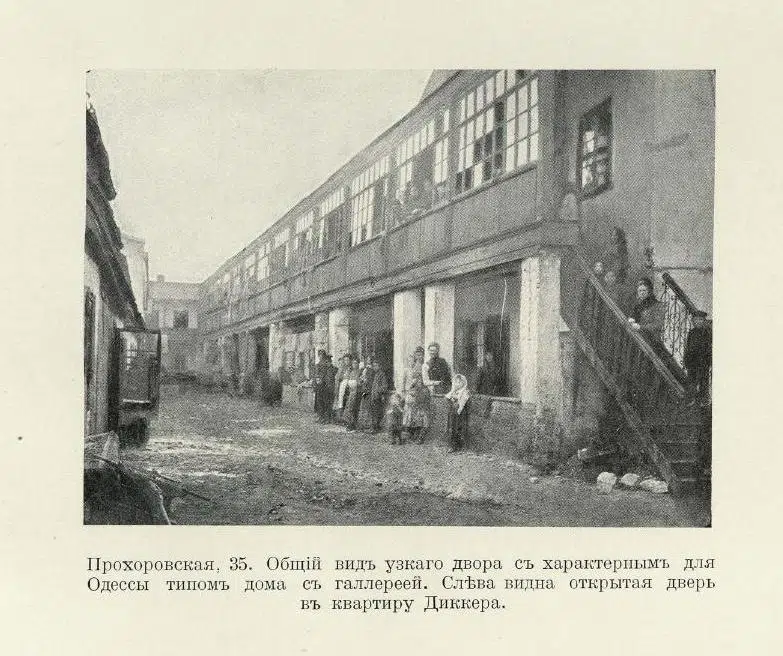 Прохоровская, 35. Общій видъ узкаго двора съ характернымъ для
Одессы типомъ дома съ галлереей. Слѣва видна открытая дверь
въ квартиру Диккера.